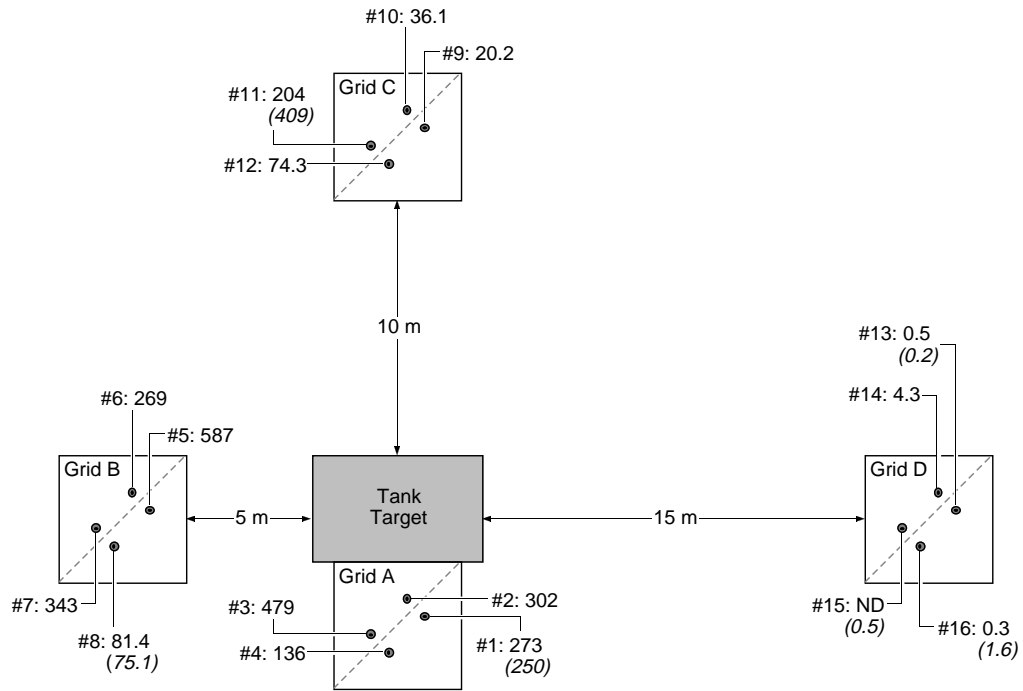 #10: 36.1
#9: 20.2
Grid C
#11: 204
(409)
#12: 74.3
10 m
#13: 0.5
(0.2)
#14: 4.3
#6: 269
#5: 587
Grid B
Tank
Target
Grid D
5 m
15 m
Grid A
#7: 343
#8: 81.4
(75.1)
#3: 479
#4: 136
#2: 302
#1: 273
(250)
#15: ND
(0.5)
#16: 0.3
(1.6)